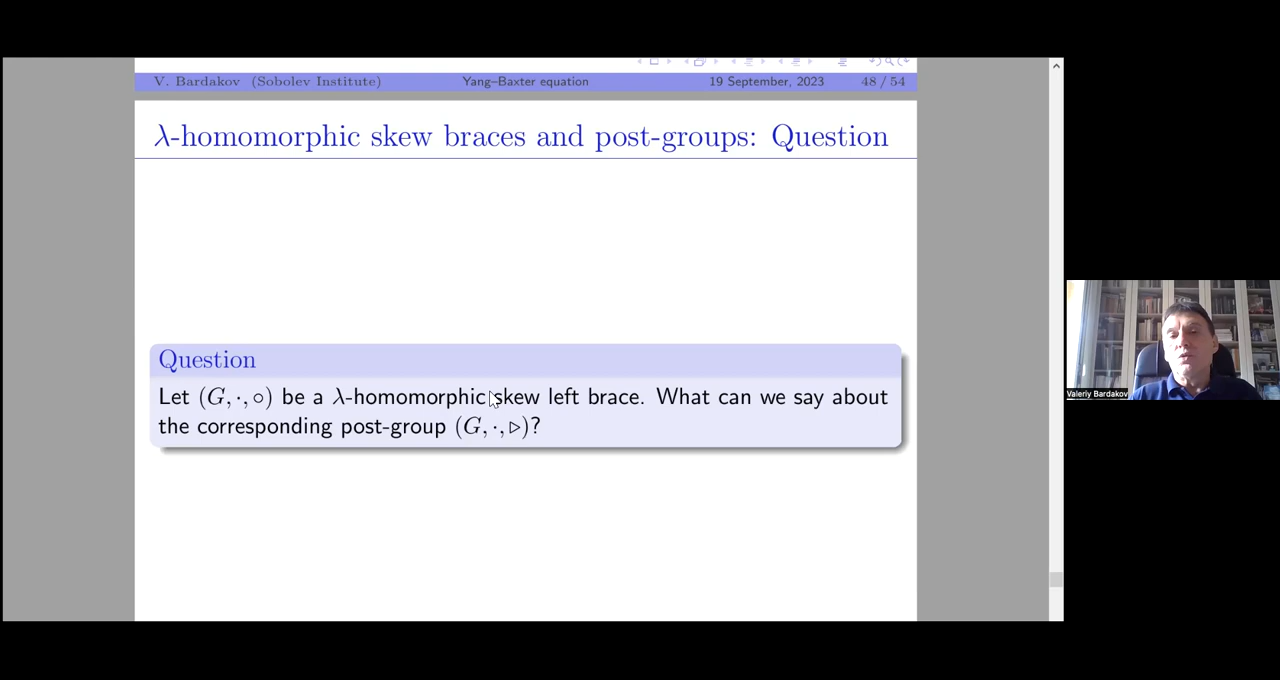 V. Bardakov (Sobolev Institute) Yang–Baxter equation 19 September, 2023 48 / 54
λ-homomorphic skew braces and post-groups: Question
Question
Let (G, ·, ∘) be a λ-homomorphic skew left brace. What can we say about
the corresponding post-group (G, ·, ▷)?
Valeriy Bardakov